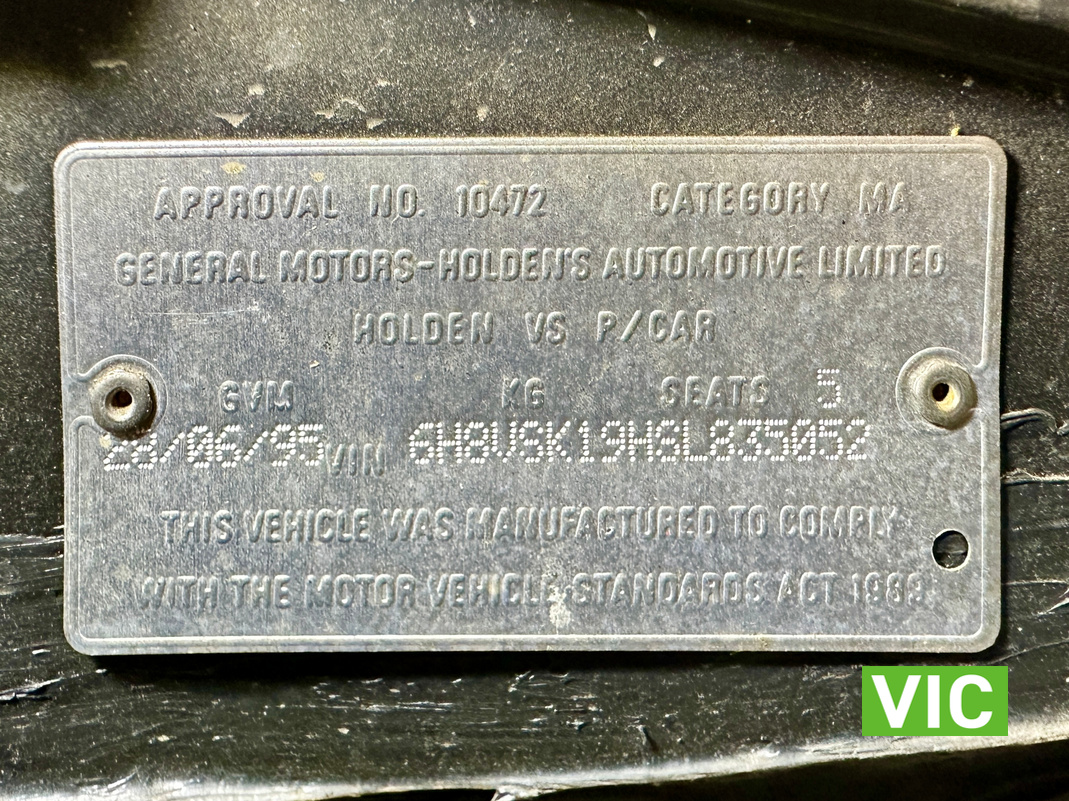 APPROVAL NO. 10472 CATEGORY MA
GENERAL MOTORS-HOLDEN'S AUTOMOTIVE LIMITED
HOLDEN VS P/CAR
GVM KG SEATS 5
28/06/95 VIN 6H8VSK19HSL835052
THIS VEHICLE WAS MANUFACTURED TO COMPLY
WITH THE MOTOR VEHICLE STANDARDS ACT 1989
VIC